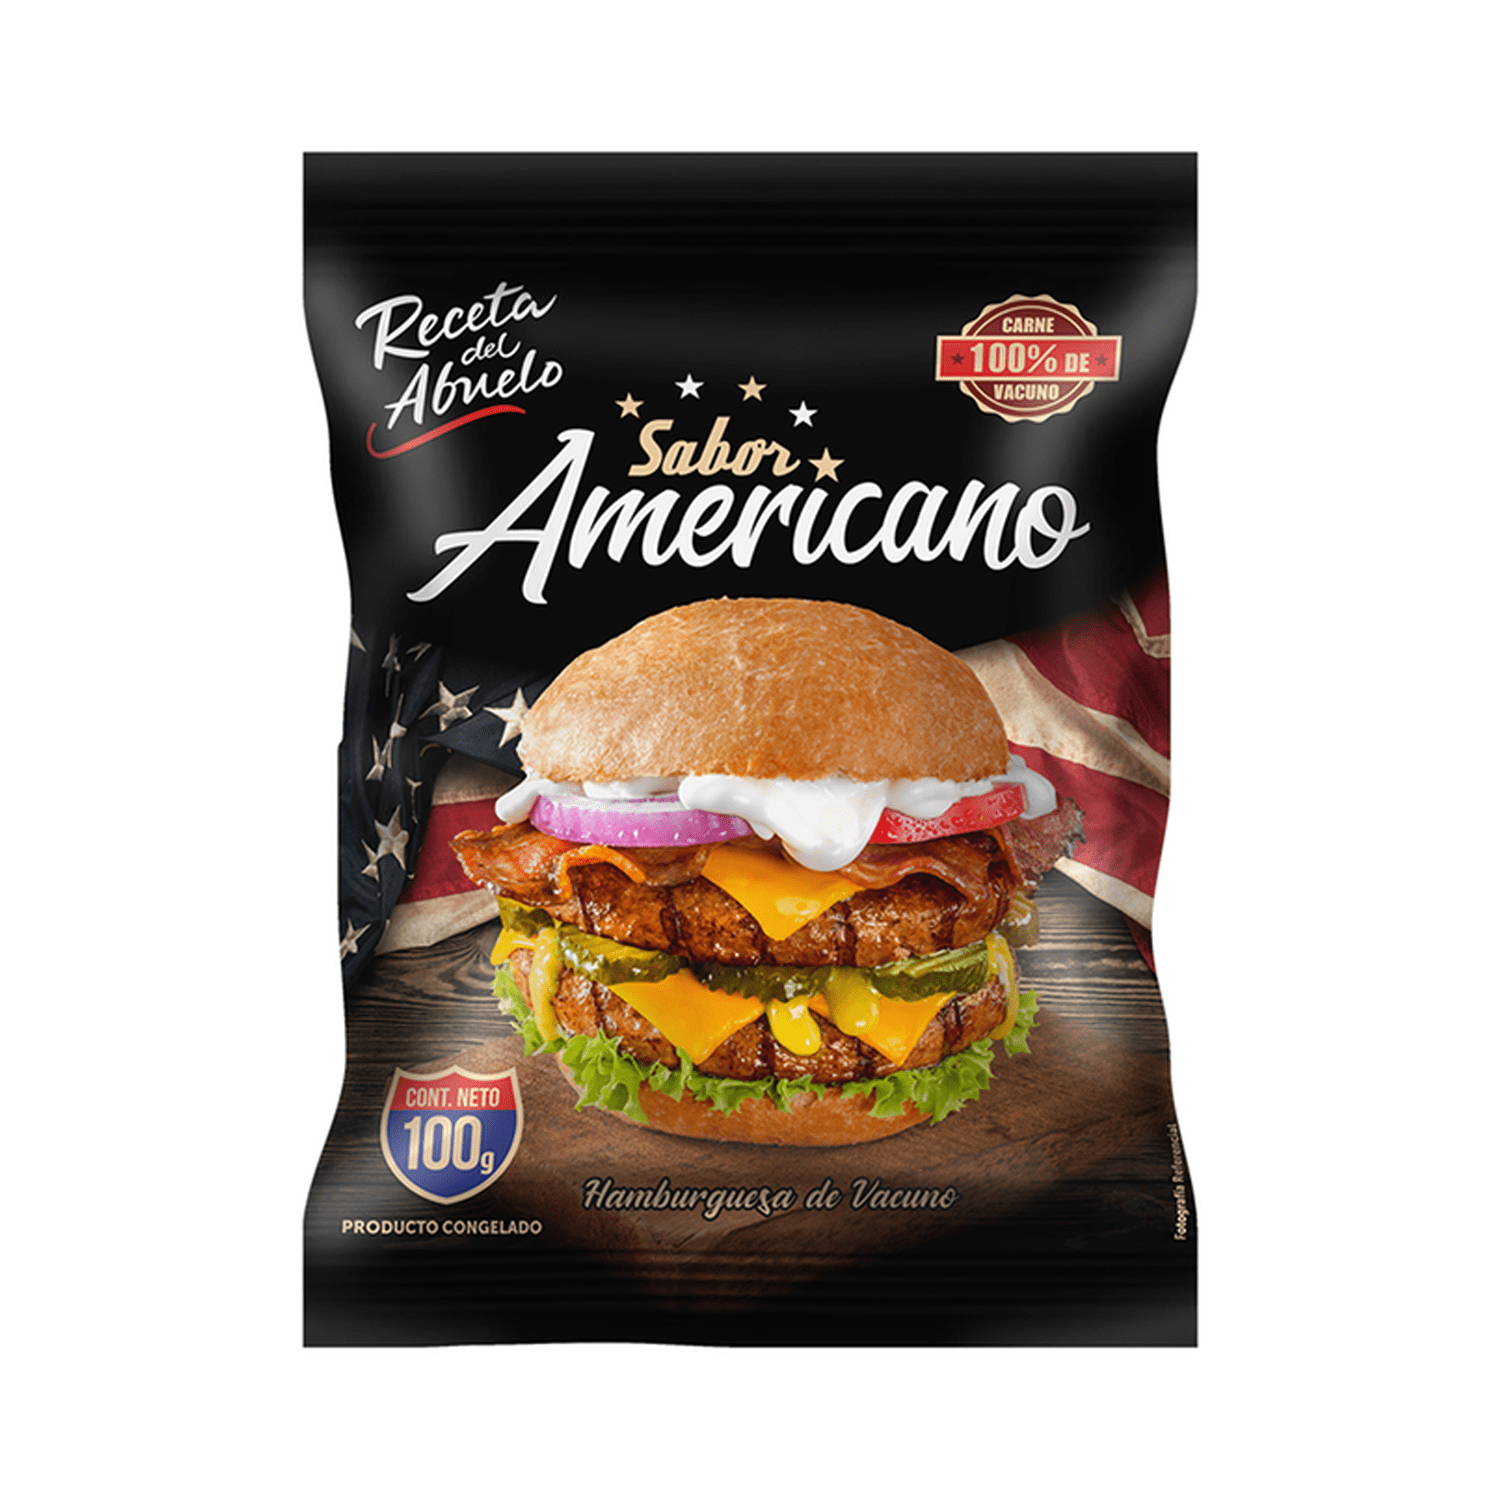 Receta
del
Abuelo
CARNE
100% DE
VACUNO
Sabor
Americano
CONT. NETO
100g
PRODUCTO CONGELADO
Hamburguesa de Vacuno
Fotografía Referencial